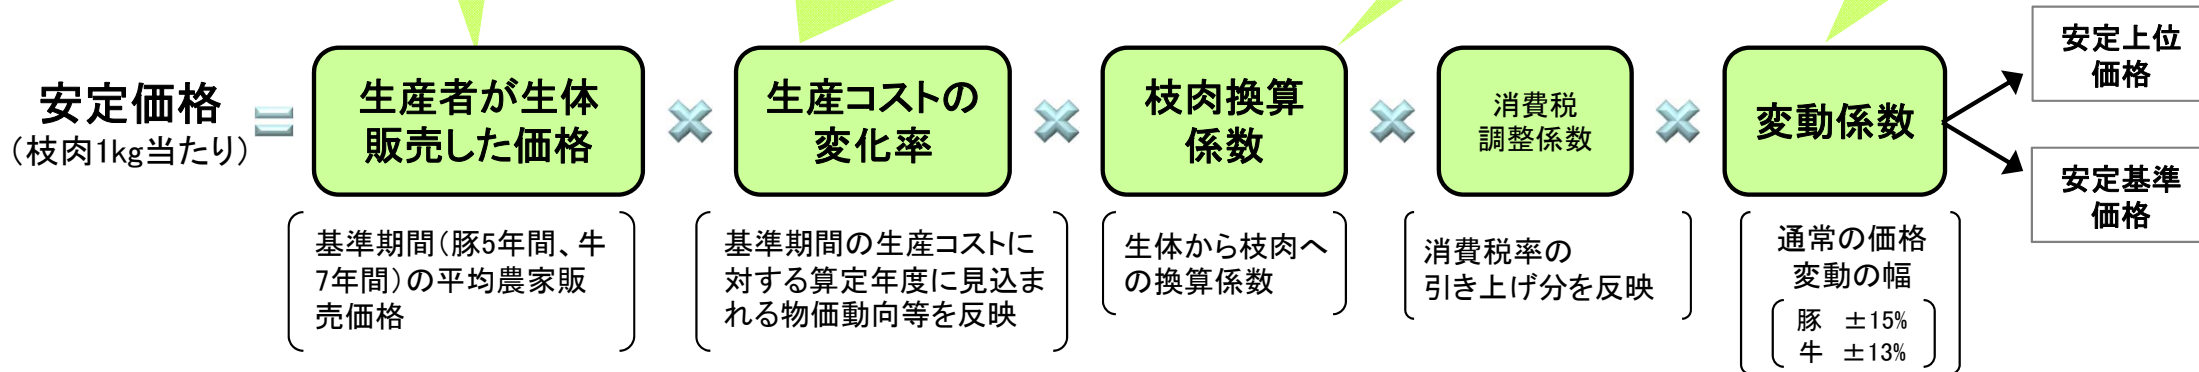 安定価格
(枝肉1kg当たり)
=
生産者が生体
販売した価格
×
生産コストの
変化率
×
枝肉換算
係数
×
消費税
調整係数
×
変動係数
安定上位
価格
安定基準
価格
基準期間(豚5年間、牛
7年間)の平均農家販
売価格
基準期間の生産コストに
対する算定年度に見込ま
れる物価動向等を反映
生体から枝肉へ
の換算係数
消費税率の
引き上げ分を反映
通常の価格
変動の幅
豚 ±15%
牛 ±13%